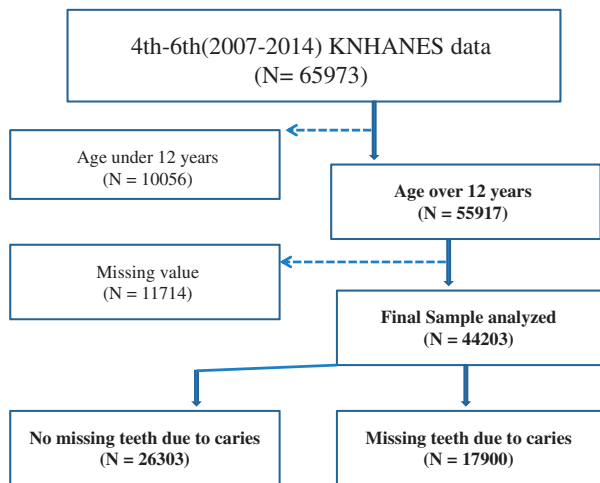 4th-6th(2007-2014) KNHANES data
(N= 65973)
Age under 12 years
(N = 10056)
Age over 12 years
(N = 55917)
Missing value
(N = 11714)
Final Sample analyzed
(N = 44203)
No missing teeth due to caries
(N = 26303)
Missing teeth due to caries
(N = 17900)